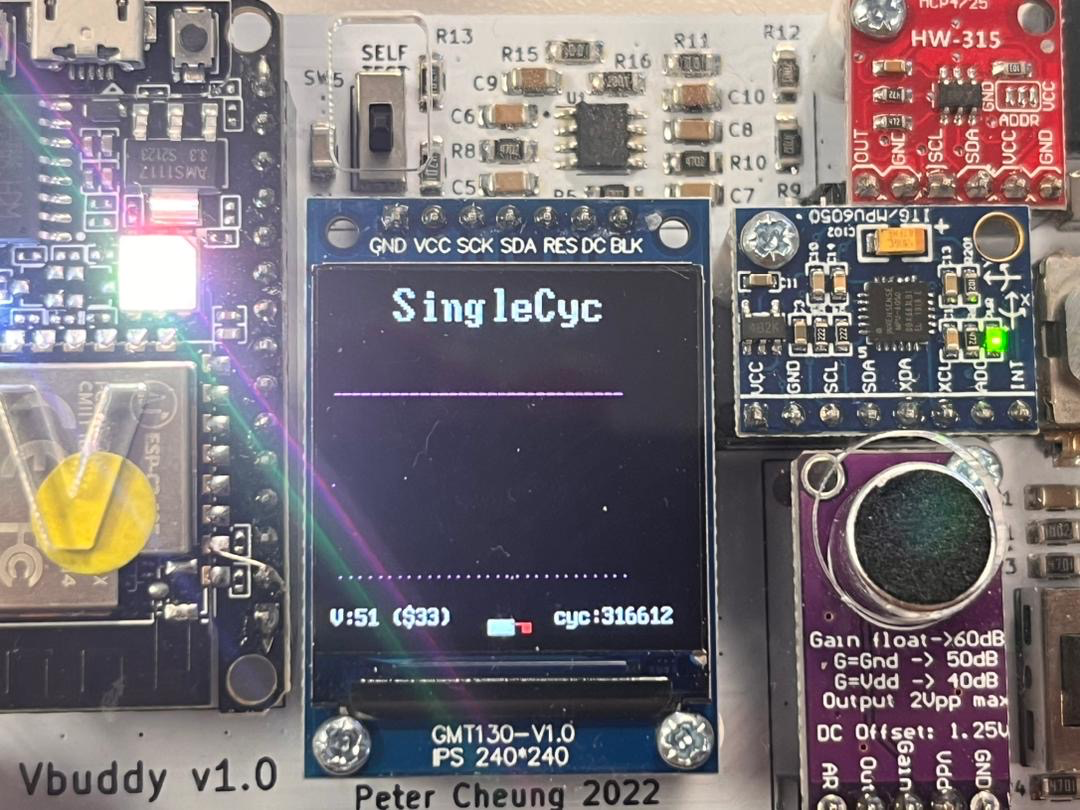 SELF
SW5
R13
R15
R16
R11
R12
C9
C10
C6
C8
R8
R10
C5
C7
R9
4702
4702
AMS1117
3.3 S2123
HW-315
OUT
GND
SCL
SDA
VCC
GND
GND
VCC
ADDR
ITG/MPU6050
VCC
GND
SCL
SDA
XDA
XCL
ADO
INT
GND VCC SCK SDA RES DC BLK
SingleCyc
V:51 ($33)
cyc:316612
GMT130-V1.0
IPS 240*240
Gain float->60dB
G=Gnd -> 50dB
G=Vdd -> 40dB
Output 2Vpp max
DC Offset: 1.25V
AR
Out
Gain
Vdd
GND
Vbuddy v1.0
Peter Cheung 2022